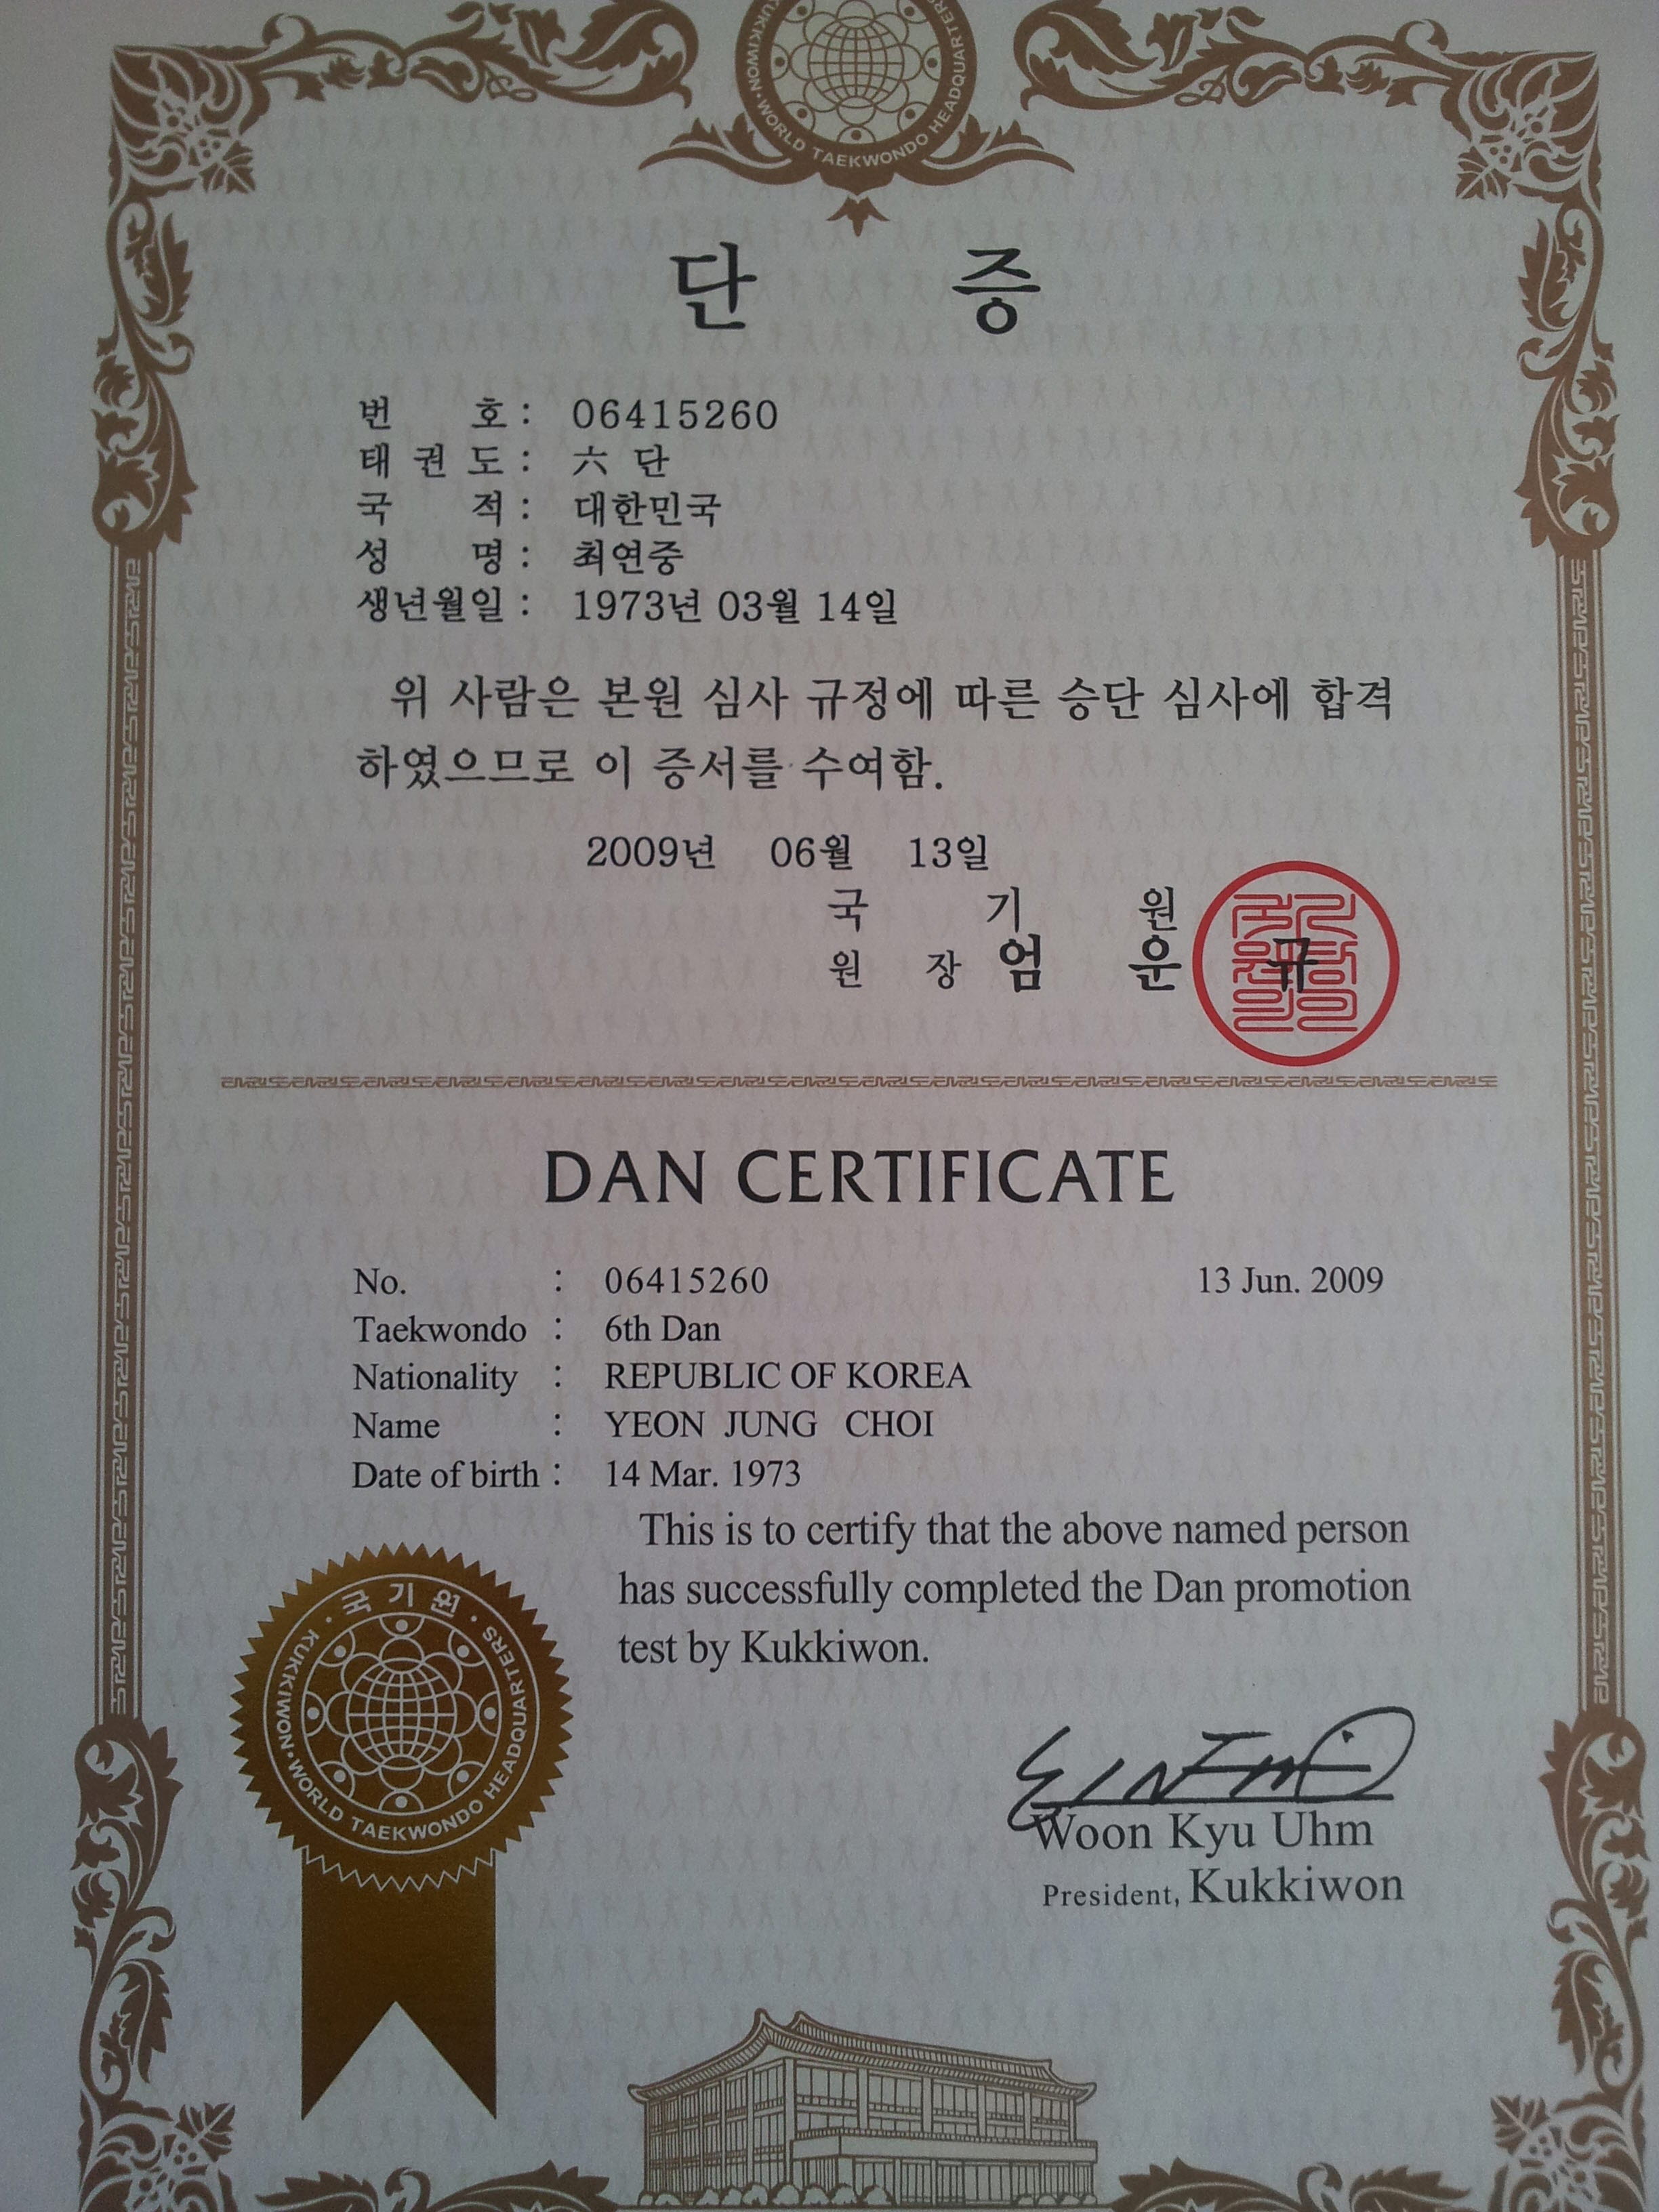 KUKKIWON·WORLD TAEKWONDO HEADQUARTERS
단 증
번 호 : 06415260
태 권 도 : 六 단
국 적 : 대한민국
성 명 : 최연중
생년월일 : 1973년 03월 14일
위 사람은 본원 심사 규정에 따른 승단 심사에 합격
하였으므로 이 증서를 수여함.
2009년 06월 13일
국 기 원
원 장 엄 운 규
DAN CERTIFICATE
No. : 06415260 13 Jun. 2009
Taekwondo : 6th Dan
Nationality : REPUBLIC OF KOREA
Name : YEON JUNG CHOI
Date of birth : 14 Mar. 1973
This is to certify that the above named person
has successfully completed the Dan promotion
test by Kukkiwon.
·국기원·
KUKKIWON·WORLD TAEKWONDO HEADQUARTERS
Woon Kyu Uhm
President, Kukkiwon